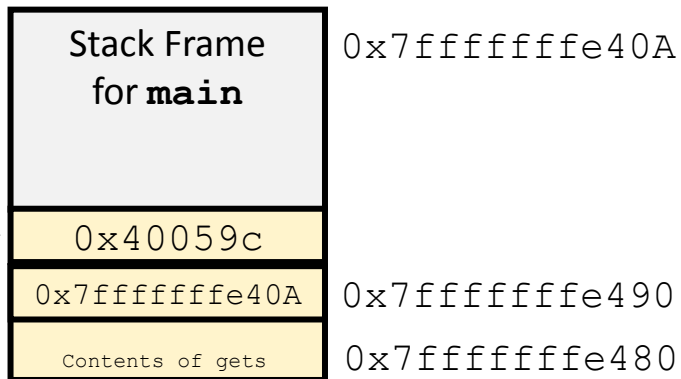 Stack Frame
0x7fffffffe40A
for main
0x40059c
0x7fffffffe40A
0x7fffffffe490
Contents of gets
0x7fffffffe480